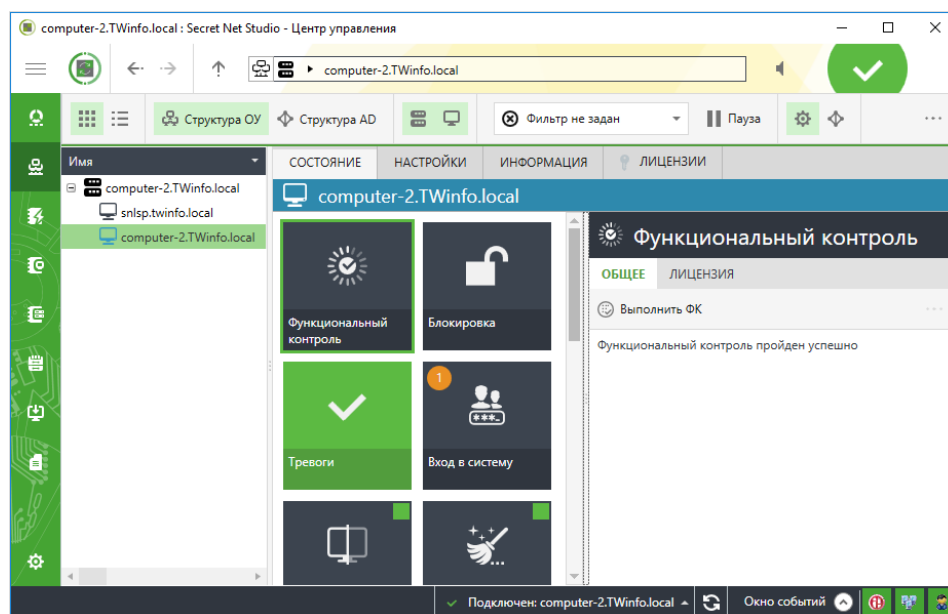 computer-2.TWinfo.local : Secret Net Studio - Центр управления
computer-2.TWinfo.local
Структура ОУ
Структура AD
Фильтр не задан
Пауза
Имя
computer-2.TWinfo.local
snlsp.twinfo.local
computer-2.TWinfo.local
СОСТОЯНИЕ
НАСТРОЙКИ
ИНФОРМАЦИЯ
ЛИЦЕНЗИИ
computer-2.TWinfo.local
Функциональный
контроль
Блокировка
Тревоги
1
***_
Вход в систему
Функциональный контроль
ОБЩЕЕ
ЛИЦЕНЗИЯ
Выполнить ФК
Функциональный контроль пройден успешно
Подключен: computer-2.TWinfo.local
Окно событий